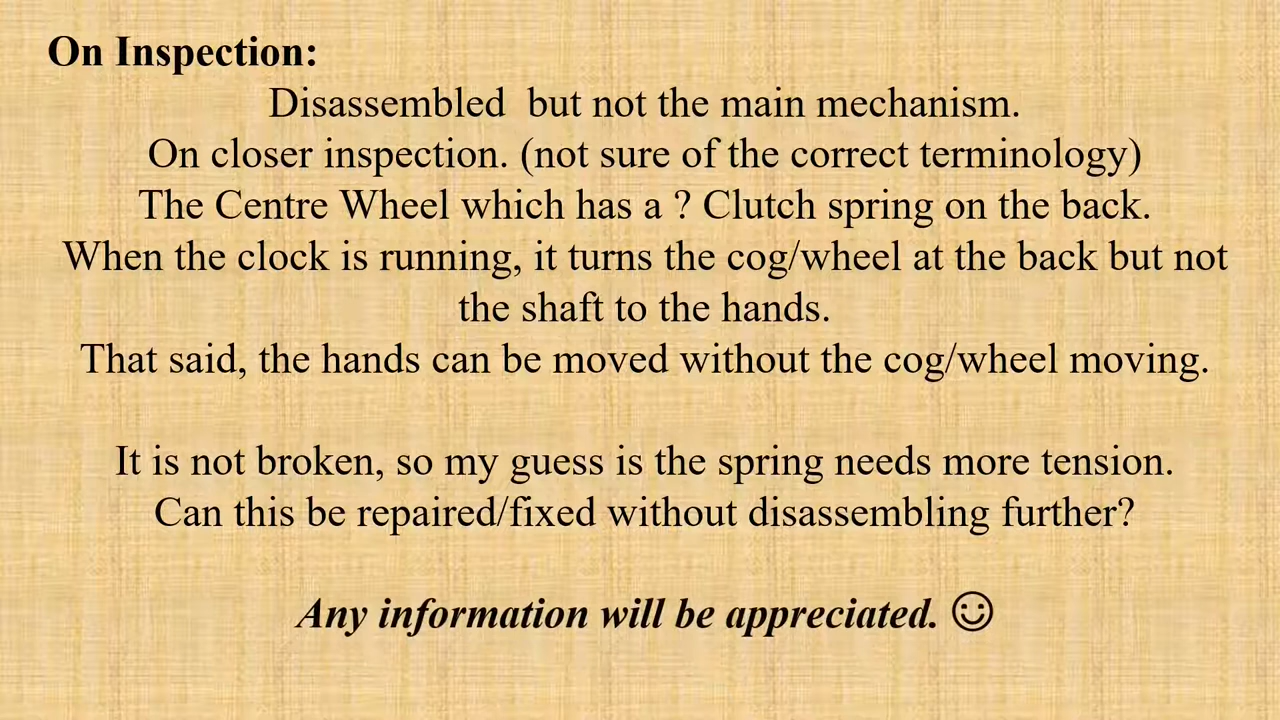 On Inspection:
Disassembled  but not the main mechanism.
On closer inspection. (not sure of the correct terminology)
The Centre Wheel which has a ? Clutch spring on the back.
When the clock is running, it turns the cog/wheel at the back but not
the shaft to the hands.
That said, the hands can be moved without the cog/wheel moving.
It is not broken, so my guess is the spring needs more tension.
Can this be repaired/fixed without disassembling further?
Any information will be appreciated. ☺